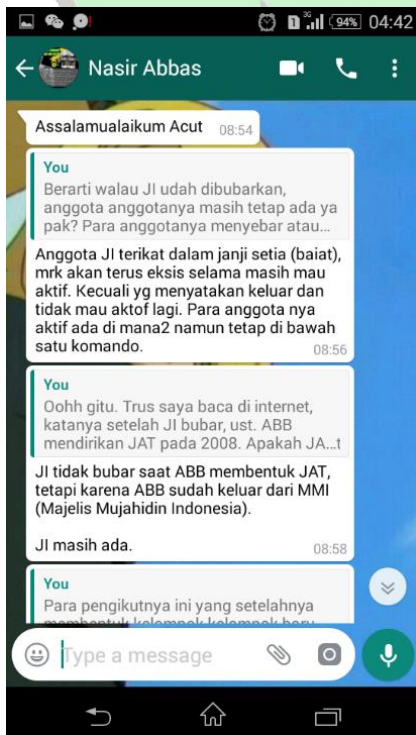 3G 94% 04:42
Nasir Abbas
Assalamualaikum Acut 08:54
You
Berarti walau JI udah dibubarkan,
anggota anggotanya masih tetap ada ya
pak? Para anggotanya menyebar atau...
Anggota JI terikat dalam janji setia (baiat),
mrk akan terus eksis selama masih mau
aktif. Kecuali yg menyatakan keluar dan
tidak mau aktof lagi. Para anggota nya
aktif ada di mana2 namun tetap di bawah
satu komando.
08:56
You
Oohh gitu. Trus saya baca di internet,
katanya setelah JI bubar, ust. ABB
mendirikan JAT pada 2008. Apakah JA...t
JI tidak bubar saat ABB membentuk JAT,
tetapi karena ABB sudah keluar dari MMI
(Majelis Mujahidin Indonesia).
JI masih ada.
08:58
You
Para pengikutnya ini yang setelahnya
membentuk kelompok kelompok baru
Type a message